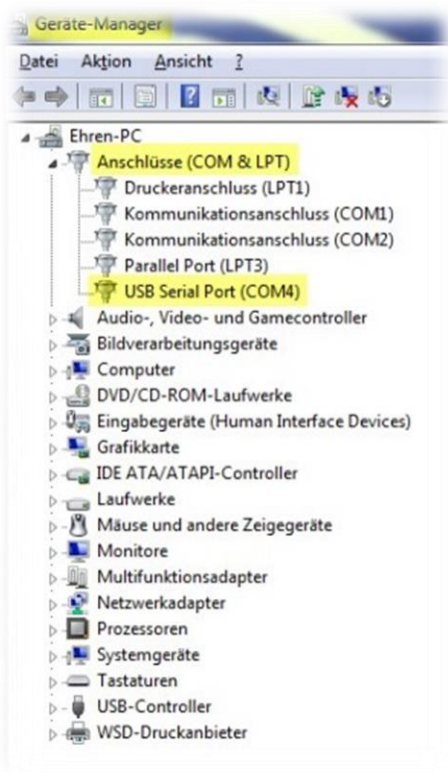 Geräte-Manager
Datei Aktion Ansicht ?
Ehren-PC
Anschlüsse (COM & LPT)
Druckeranschluss (LPT1)
Kommunikationsanschluss (COM1)
Kommunikationsanschluss (COM2)
Parallel Port (LPT3)
USB Serial Port (COM4)
Audio-, Video- und Gamecontroller
Bildverarbeitungsgeräte
Computer
DVD/CD-ROM-Laufwerke
Eingabegeräte (Human Interface Devices)
Grafikkarte
IDE ATA/ATAPI-Controller
Laufwerke
Mäuse und andere Zeigegeräte
Monitore
Multifunktionsadapter
Netzwerkadapter
Prozessoren
Systemgeräte
Tastaturen
USB-Controller
WSD-Druckanbieter